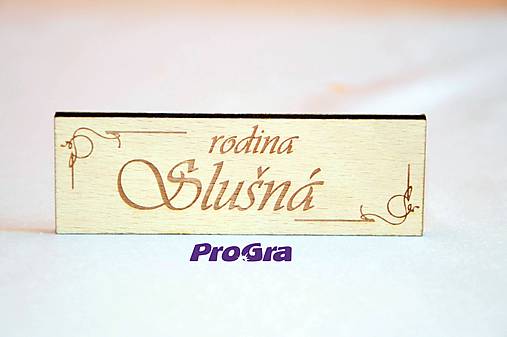 rodina
Slušná
ProGra